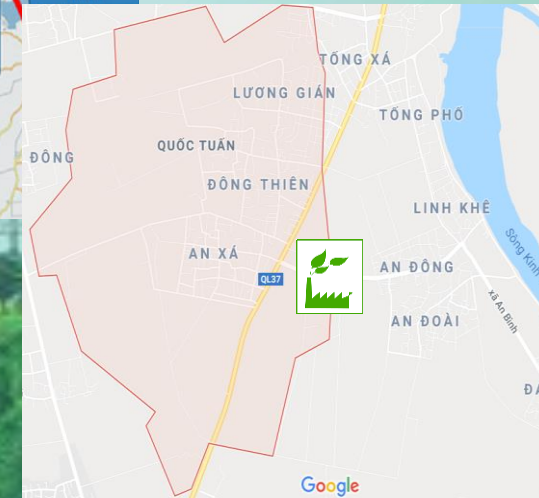 TỐNG XÁ
LƯƠNG GIÁN
TỐNG PHỐ
QUỐC TUẤN
ĐÔNG
ĐÔNG THIÊN
LINH KHÊ
AN XÁ
AN ĐÔNG
QL37
Sông Kinh
xã An Bình
AN ĐOÀI
Google